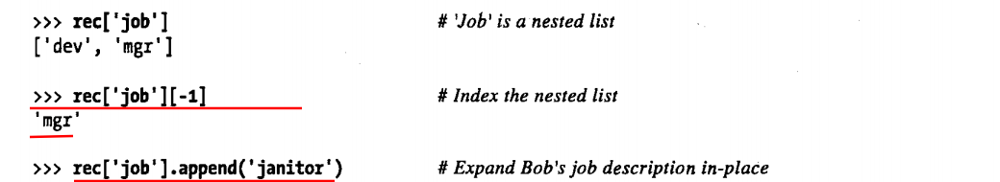 >>> rec['job'] # 'Job' is a nested list
['dev', 'mgr']
>>> rec['job'][-1] # Index the nested list
'mgr'
>>> rec['job'].append('janitor') # Expand Bob's job description in-place